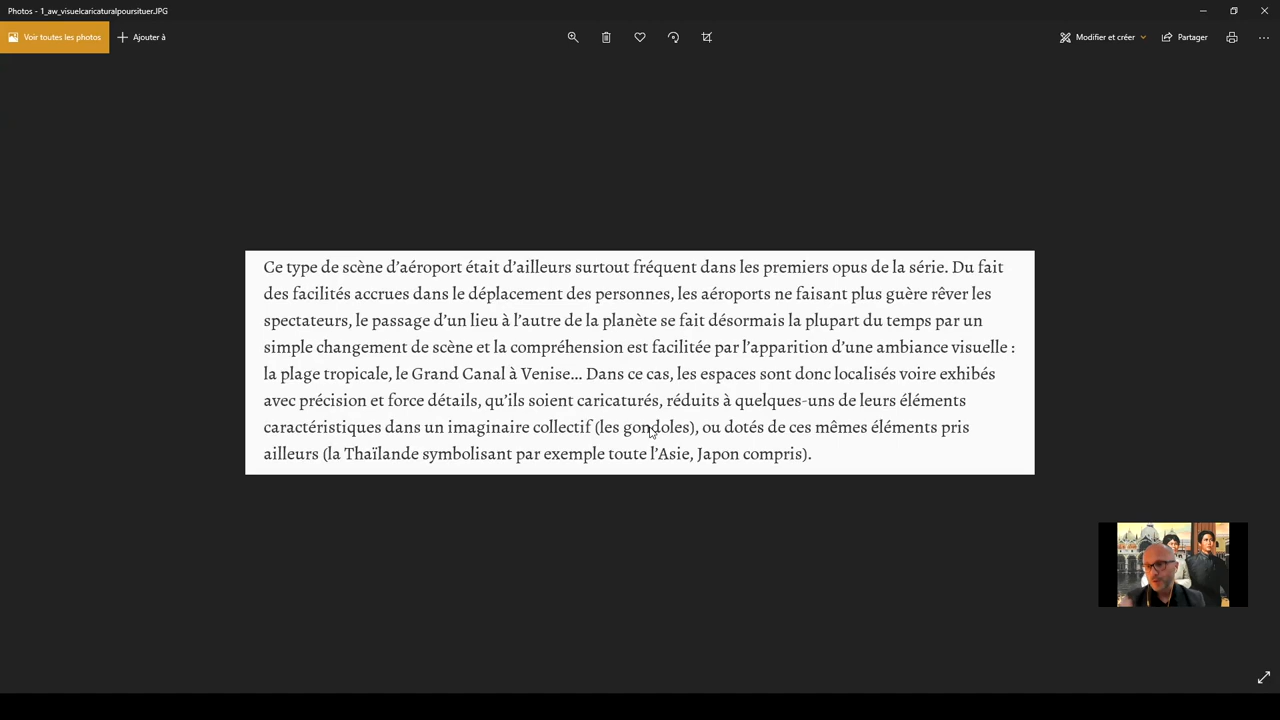 Photos - 1_aw_visuelcaricaturalpoursituer.JPG
Voir toutes les photos
Ajouter à
Modifier et créer
Partager
Ce type de scène d’aéroport était d’ailleurs surtout fréquent dans les premiers opus de la série. Du fait
des facilités accrues dans le déplacement des personnes, les aéroports ne faisant plus guère rêver les
spectateurs, le passage d’un lieu à l’autre de la planète se fait désormais la plupart du temps par un
simple changement de scène et la compréhension est facilitée par l’apparition d’une ambiance visuelle :
la plage tropicale, le Grand Canal à Venise… Dans ce cas, les espaces sont donc localisés voire exhibés
avec précision et force détails, qu’ils soient caricaturés, réduits à quelques-uns de leurs éléments
caractéristiques dans un imaginaire collectif (les gondoles), ou dotés de ces mêmes éléments pris
ailleurs (la Thaïlande symbolisant par exemple toute l’Asie, Japon compris).